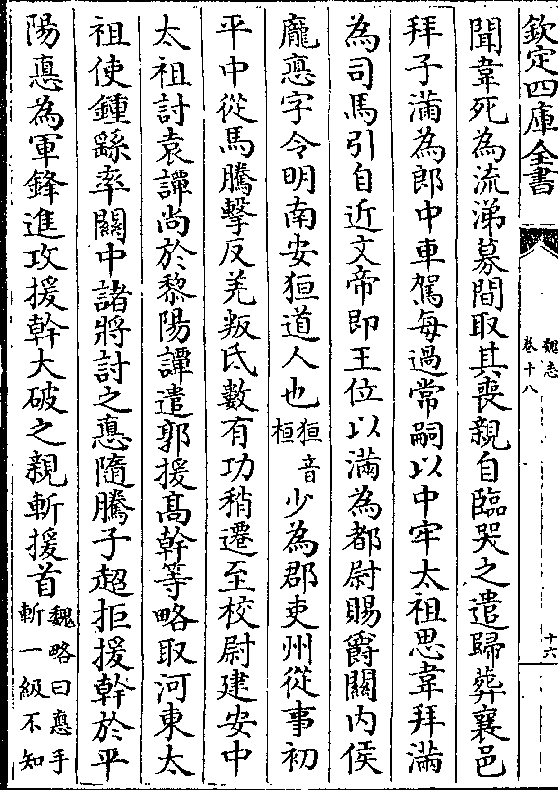 欽定四庫全書
魏志
卷十八
十六
聞韋死為流涕募間取其喪親自臨哭之遣歸葬襄邑
拜子滿為郎中車駕每過常嗣以中牢太祖思韋拜滿
為司馬引自近文帝即王位以滿為都尉賜爵關內侯
龐悳字令明南安狟道人也狟音桓少為郡吏州從事初
平中從馬騰擊反羌叛氐數有功稍遷至校尉建安中
太祖討袁譚尚於黎陽譚遣郭援髙幹等略取河東太
祖使鍾繇率關中諸將討之悳隨騰子超拒援幹於平
陽悳為軍鋒進攻援幹大破之親斬援首魏略曰悳手斬一級不知